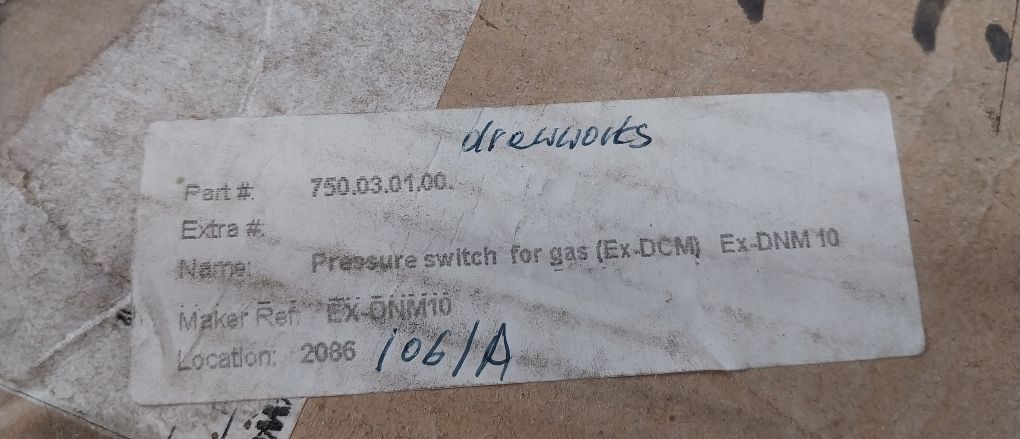 drawworks
Part #: 750.03.01.00.
Extra #:
Name: Pressure switch for gas (Ex-DCM) Ex-DNM 10
Maker Ref: EX-DNM10
Location: 2086 106/A